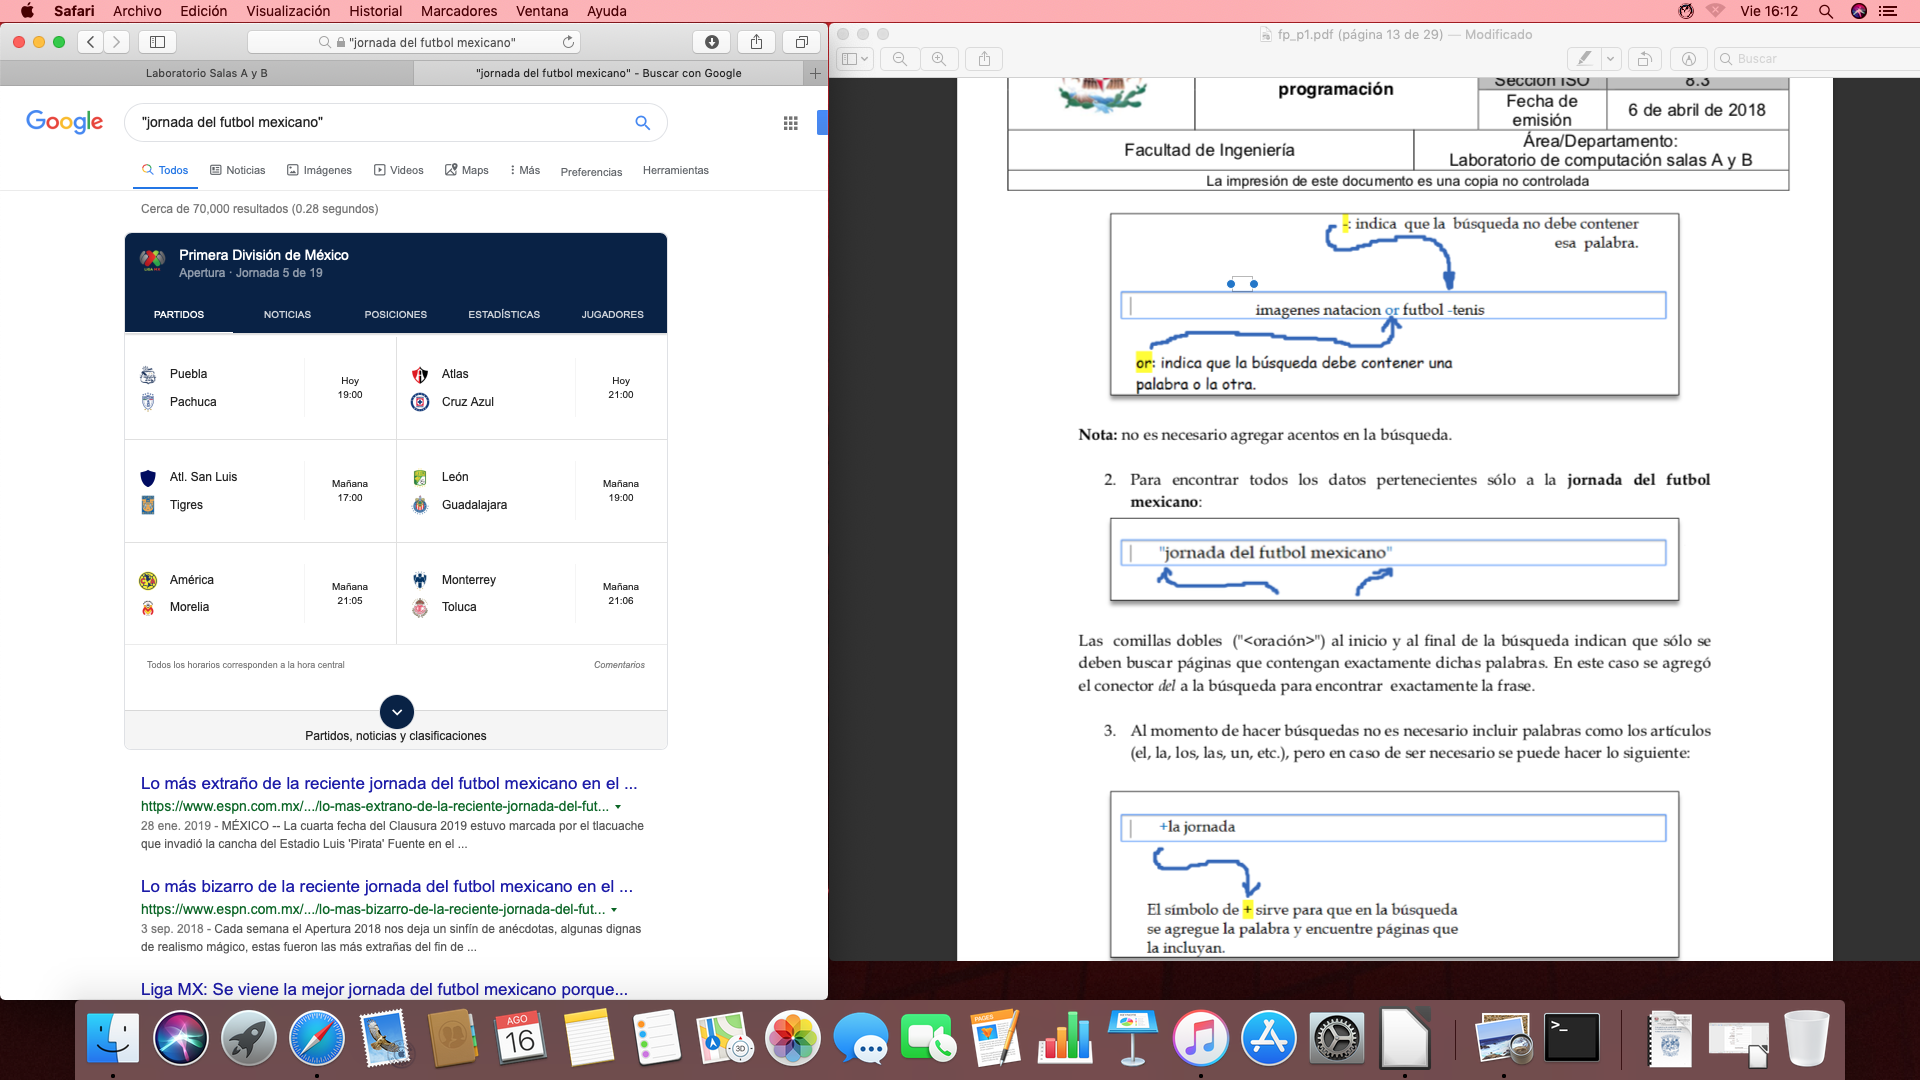 Safari Archivo Edición Visualización Historial Marcadores Ventana Ayuda
Vie 16:12
"jornada del futbol mexicano"
Laboratorio Salas A y B
"jornada del futbol mexicano" - Buscar con Google
Google
"jornada del futbol mexicano"
Todos Noticias Imágenes Videos Maps Más Preferencias Herramientas
Cerca de 70,000 resultados (0.28 segundos)
Primera División de México
Apertura · Jornada 5 de 19
PARTIDOS NOTICIAS POSICIONES ESTADÍSTICAS JUGADORES
Puebla
Pachuca
Hoy
19:00
Atlas
Cruz Azul
Hoy
21:00
Atl. San Luis
Tigres
Mañana
17:00
León
Guadalajara
Mañana
19:00
América
Morelia
Mañana
21:05
Monterrey
Toluca
Mañana
21:06
Todos los horarios corresponden a la hora central
Comentarios
Partidos, noticias y clasificaciones
Lo más extraño de la reciente jornada del futbol mexicano en el ...
https://www.espn.com.mx/.../lo-mas-extrano-de-la-reciente-jornada-del-fut...
28 ene. 2019 - MÉXICO -- La cuarta fecha del Clausura 2019 estuvo marcada por el tlacuache
que invadió la cancha del Estadio Luis 'Pirata' Fuente en el ...
Lo más bizarro de la reciente jornada del futbol mexicano en el ...
https://www.espn.com.mx/.../lo-mas-bizarro-de-la-reciente-jornada-del-fut...
3 sep. 2018 - Cada semana el Apertura 2018 nos deja un sinfín de anécdotas, algunas dignas
de realismo mágico, estas fueron las más extrañas del fin de ...
Liga MX: Se viene la mejor jornada del futbol mexicano porque...
fp_p1.pdf (página 13 de 29) — Modificado
Buscar
programación
Sección ISO
8.3
Fecha de
emisión
6 de abril de 2018
Facultad de Ingeniería
Área/Departamento:
Laboratorio de computación salas A y B
La impresión de este documento es una copia no controlada
-: indica que la búsqueda no debe contener
esa palabra.
imagenes natacion or futbol -tenis
or: indica que la búsqueda debe contener una
palabra o la otra.
Nota: no es necesario agregar acentos en la búsqueda.
2. Para encontrar todos los datos pertenecientes sólo a la jornada del futbol
mexicano:
"jornada del futbol mexicano"
Las comillas dobles ("<oración>") al inicio y al final de la búsqueda indican que sólo se
deben buscar páginas que contengan exactamente dichas palabras. En este caso se agregó
el conector del a la búsqueda para encontrar exactamente la frase.
3. Al momento de hacer búsquedas no es necesario incluir palabras como los artículos
(el, la, los, las, un, etc.), pero en caso de ser necesario se puede hacer lo siguiente:
+la jornada
El símbolo de + sirve para que en la búsqueda
se agregue la palabra y encuentre páginas que
la incluyan.
AGO
16
PAGES
3D
>_